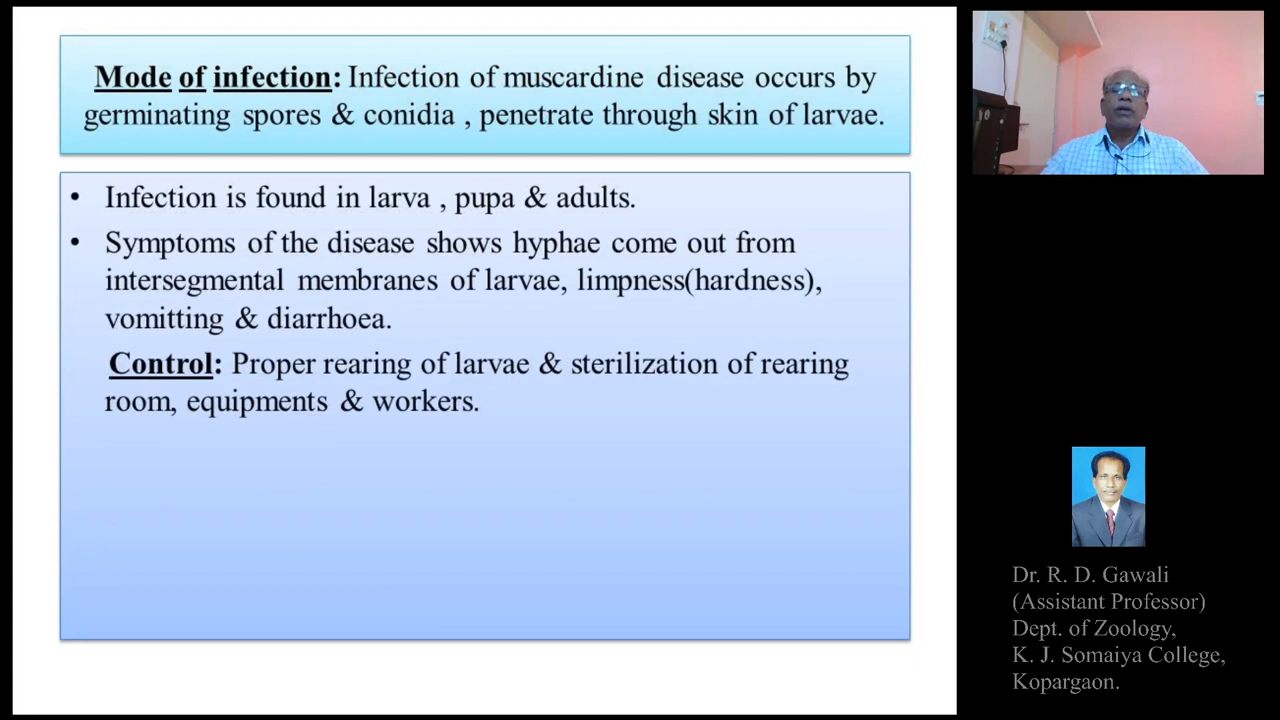 Mode of infection: Infection of muscardine disease occurs by
germinating spores & conidia , penetrate through skin of larvae.
• Infection is found in larva , pupa & adults.
• Symptoms of the disease shows hyphae come out from
intersegmental membranes of larvae, limpness(hardness),
vomitting & diarrhoea.
Control: Proper rearing of larvae & sterilization of rearing
room, equipments & workers.
Dr. R. D. Gawali
(Assistant Professor)
Dept. of Zoology,
K. J. Somaiya College,
Kopargaon.